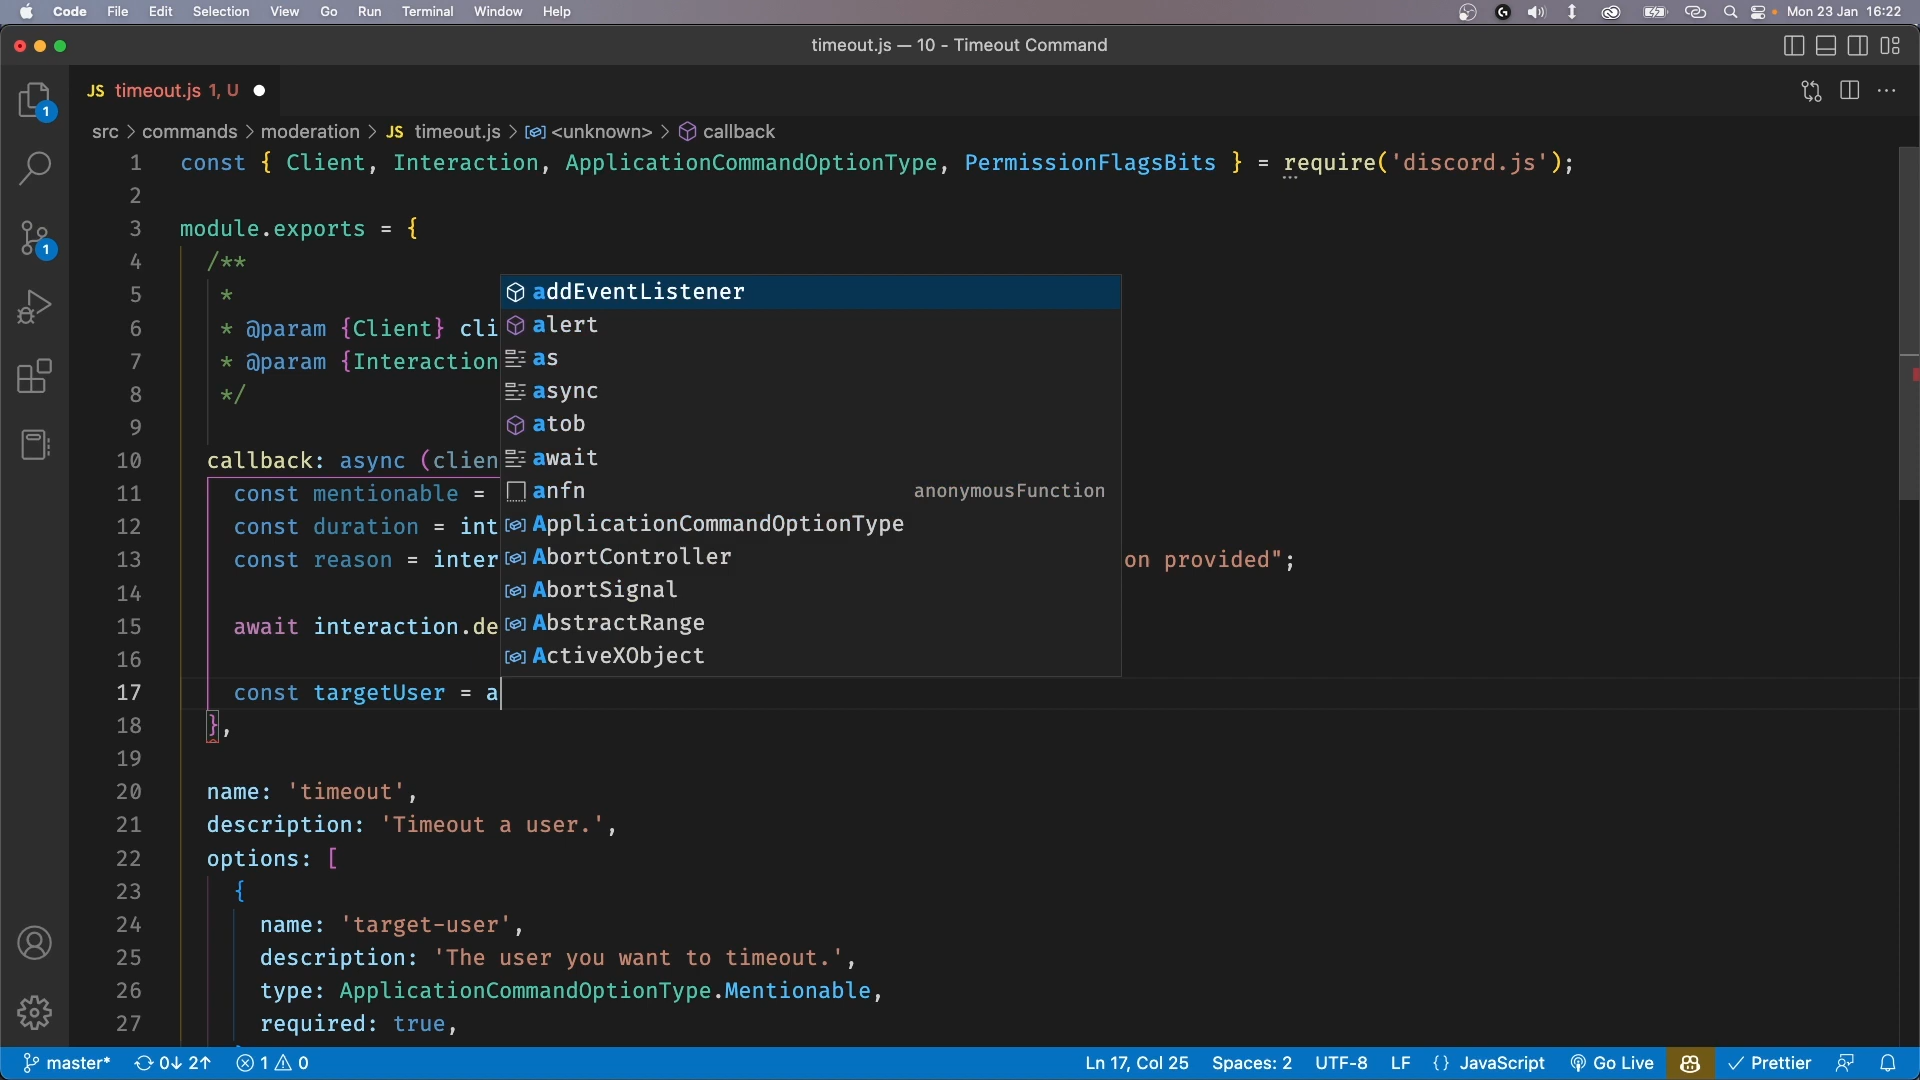 Code File Edit Selection View Go Run Terminal Window Help Mon 23 Jan 16:22
timeout.js — 10 - Timeout Command
JS timeout.js 1, U
src > commands > moderation > JS timeout.js > <unknown> > callback
1 const { Client, Interaction, ApplicationCommandOptionType, PermissionFlagsBits } = require('discord.js');
2
3 module.exports = {
4 /**
5 *
6 * @param {Client} cli
7 * @param {Interaction
8 */
9
10 callback: async (clien
11 const mentionable =
12 const duration = int
13 const reason = inter on provided";
14
15 await interaction.de
16
17 const targetUser = a
18 },
19
20 name: 'timeout',
21 description: 'Timeout a user.',
22 options: [
23 {
24 name: 'target-user',
25 description: 'The user you want to timeout.',
26 type: ApplicationCommandOptionType.Mentionable,
27 required: true,
addEventListener
alert
as
async
atob
await
anfn anonymousFunction
ApplicationCommandOptionType
AbortController
AbortSignal
AbstractRange
ActiveXObject
1
1
master* 0↓ 2↑ 1 0 Ln 17, Col 25 Spaces: 2 UTF-8 LF {} JavaScript Go Live Prettier